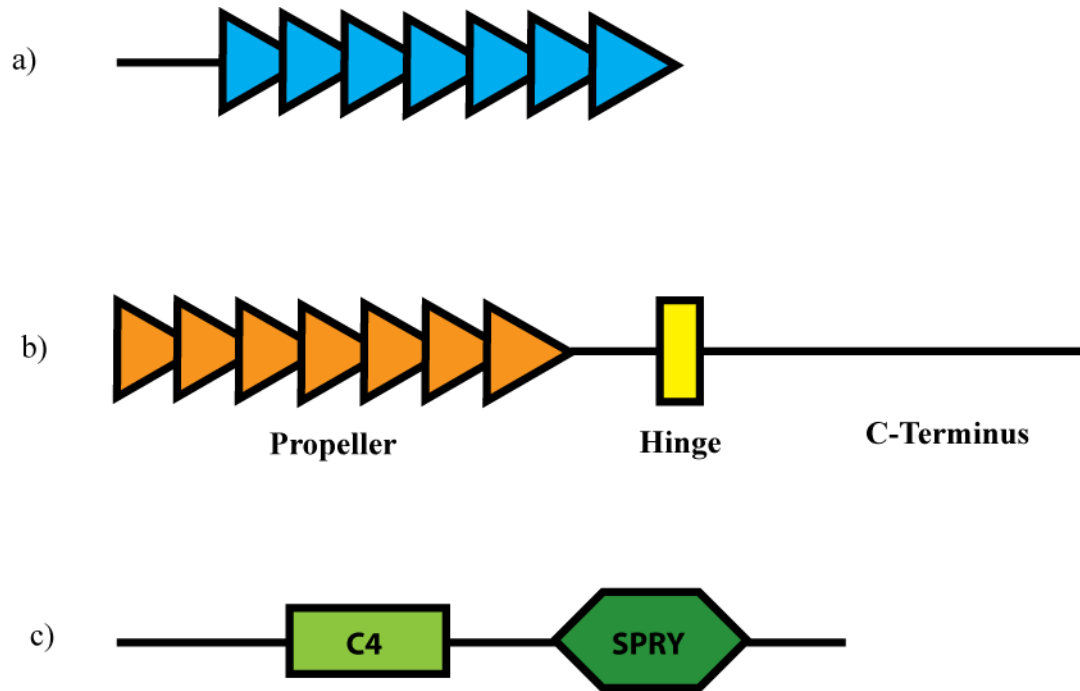 a)
b)
Propeller
Hinge
C-Terminus
c)
C4
SPRY